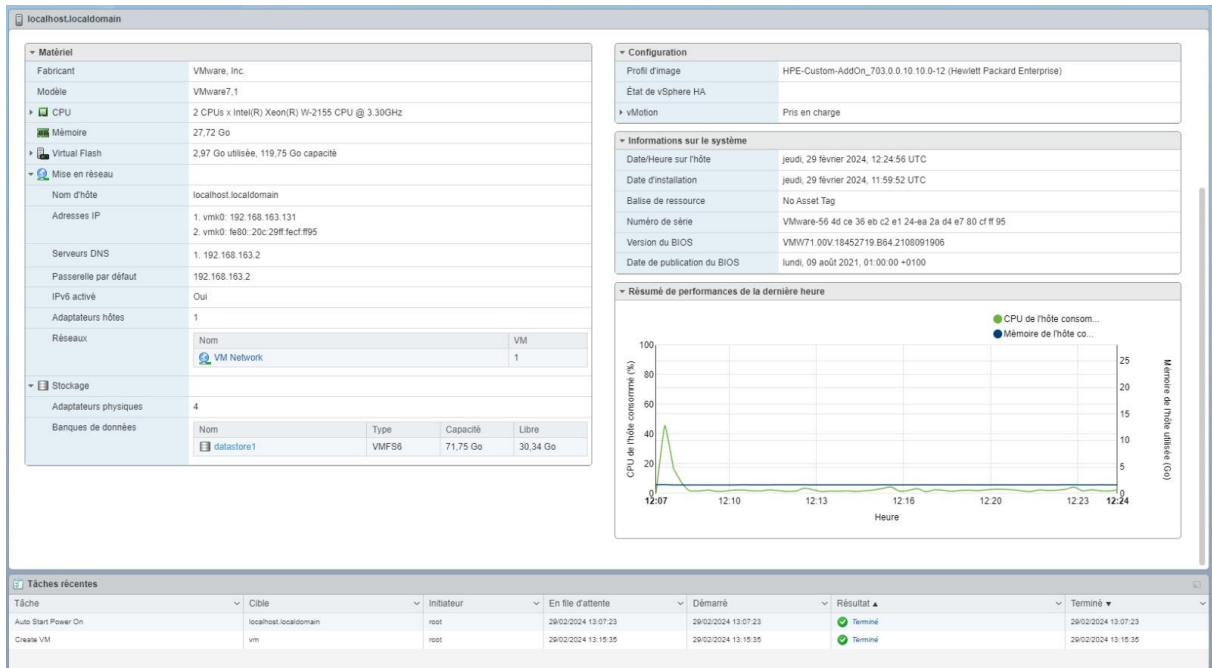 localhost.localdomain
Matériel
Fabricant VMware, Inc.
Modèle VMware7,1
CPU 2 CPUs x Intel(R) Xeon(R) W-2155 CPU @ 3.30GHz
Mémoire 27,72 Go
Virtual Flash 2,97 Go utilisée, 119,75 Go capacité
Mise en réseau
Nom d'hôte localhost.localdomain
Adresses IP 1. vmk0: 192.168.163.131
2. vmk0: fe80::20c:29ff:fecf:ff95
Serveurs DNS 1. 192.168.163.2
Passerelle par défaut 192.168.163.2
IPv6 activé Oui
Adaptateurs hôtes 1
Réseaux Nom VM
VM Network 1
Stockage
Adaptateurs physiques 4
Banques de données Nom Type Capacité Libre
datastore1 VMFS6 71,75 Go 30,34 Go
Configuration
Profil d'image HPE-Custom-AddOn_703.0.0.10.10.0-12 (Hewlett Packard Enterprise)
État de vSphere HA
vMotion Pris en charge
Informations sur le système
Date/Heure sur l'hôte jeudi, 29 février 2024, 12:24:56 UTC
Date d'installation jeudi, 29 février 2024, 11:59:52 UTC
Balise de ressource No Asset Tag
Numéro de série VMware-56 4d ce 36 eb c2 e1 24-ea 2a d4 e7 80 cf ff 95
Version du BIOS VMW71.00V.18452719.B64.2108091906
Date de publication du BIOS lundi, 09 août 2021, 01:00:00 +0100
Résumé de performances de la dernière heure
CPU de l'hôte consom...
Mémoire de l'hôte co...
CPU de l'hôte consommé (%)
100
80
60
40
20
0
25
20
15
10
5
0
Mémoire de l'hôte utilisée (Go)
12:07 12:10 12:13 12:16 12:20 12:23 12:24
Heure
Tâches récentes
Tâche Cible Initiateur En file d'attente Démarré Résultat Terminé
Auto Start Power On localhost.localdomain root 29/02/2024 13:07:23 29/02/2024 13:07:23 Terminé 29/02/2024 13:07:23
Create VM vm root 29/02/2024 13:15:35 29/02/2024 13:15:35 Terminé 29/02/2024 13:15:35